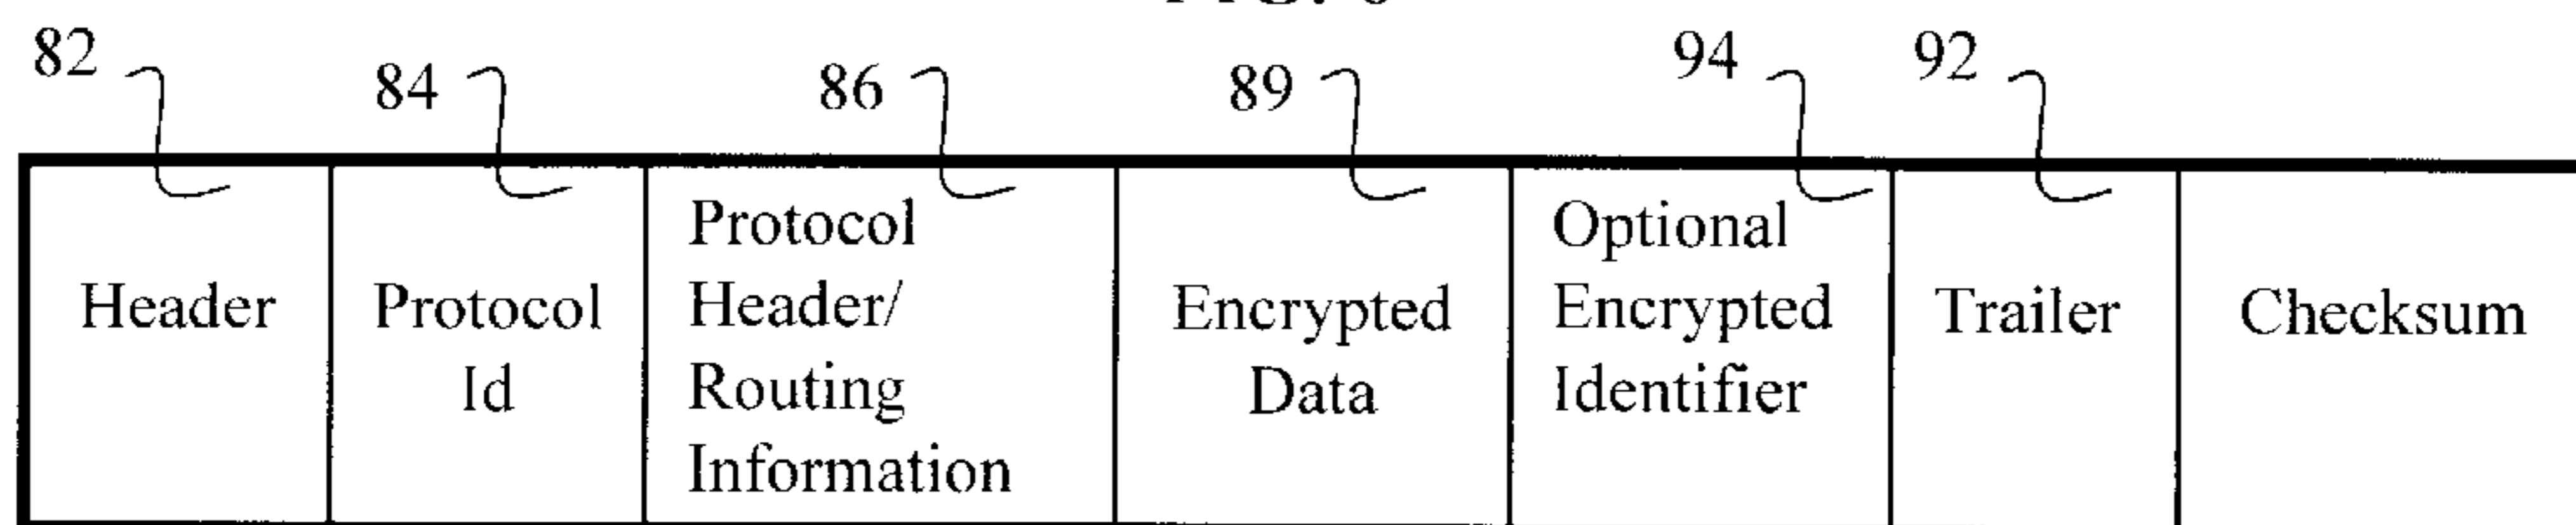 82
84
86
89
94
92
Header
Protocol
Id
Protocol
Header/
Routing
Information
Encrypted
Data
Optional
Encrypted
Identifier
Trailer
Checksum